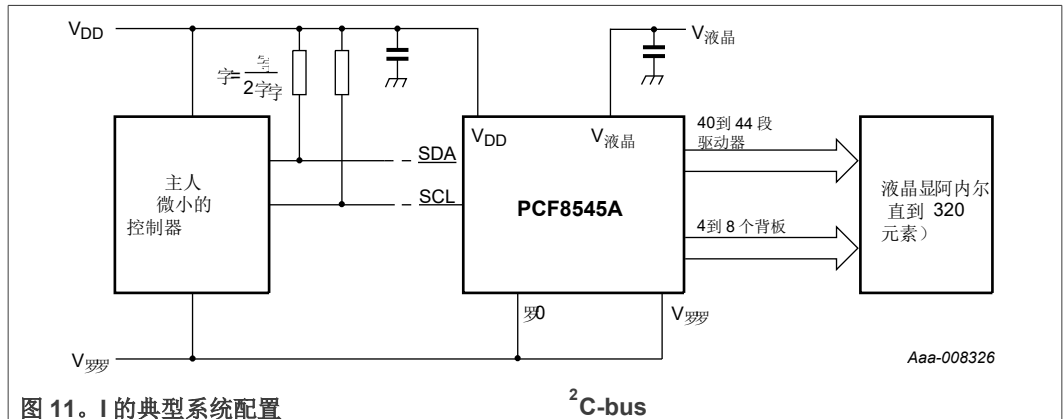 VDD
V液晶
2字字
VDD
V液晶
SDA
SCL
主人
微小的
控制器
PCF8545A
40到 44 段
驱动器
4到 8 个背板
液晶显阿内尔
直到 320
元素）
罗0
V罗罗
V罗罗
Aaa-008326
图 11。I 的典型系统配置
2C-bus